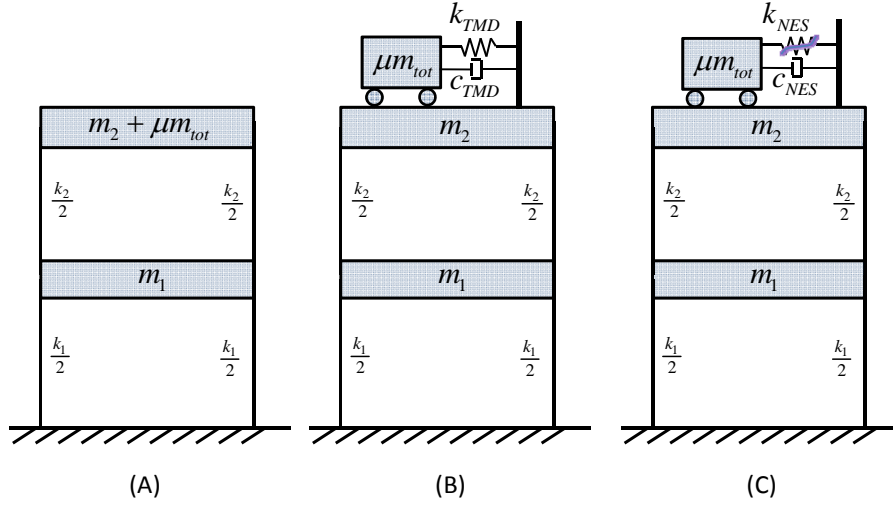 k_TMD
μm_tot
c_TMD
k_NES
μm_tot
c_NES
m_2 + μm_tot
m_2
m_2
k_2/2
k_2/2
k_2/2
k_2/2
k_2/2
k_2/2
m_1
m_1
m_1
k_1/2
k_1/2
k_1/2
k_1/2
k_1/2
k_1/2
(A)
(B)
(C)